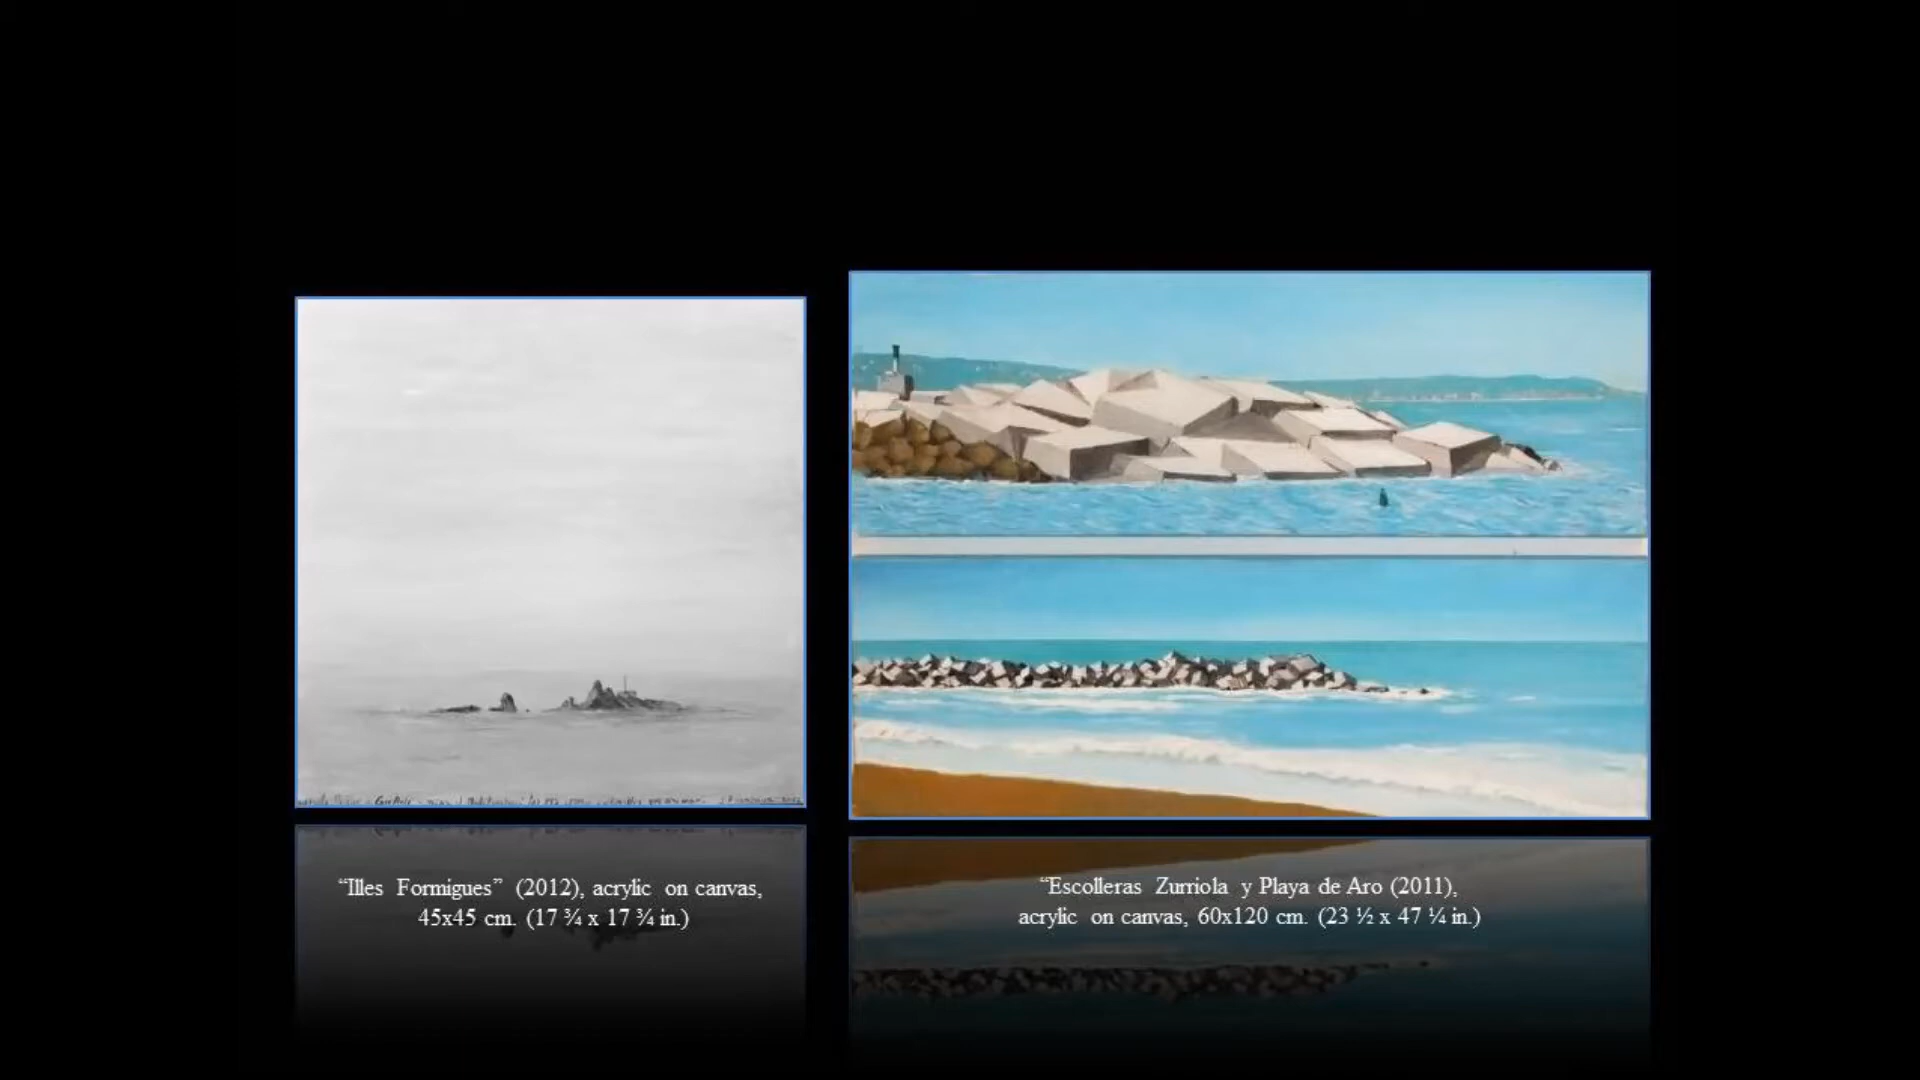 “Illes Formigues” (2012), acrylic on canvas,
45x45 cm. (17 ¾ x 17 ¾ in.)
“Escolleras Zurriola y Playa de Aro (2011),
acrylic on canvas, 60x120 cm. (23 ½ x 47 ¼ in.)